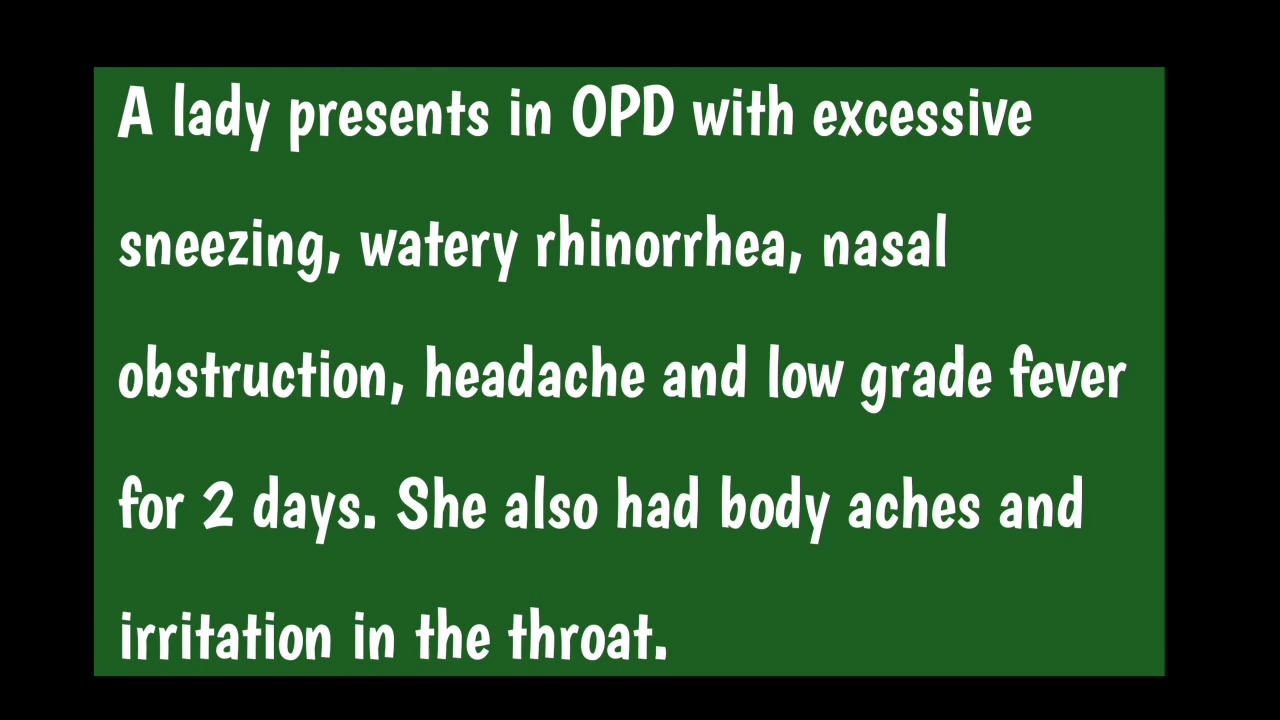 A lady presents in OPD with excessive
sneezing, watery rhinorrhea, nasal
obstruction, headache and low grade fever
for 2 days. She also had body aches and
irritation in the throat.